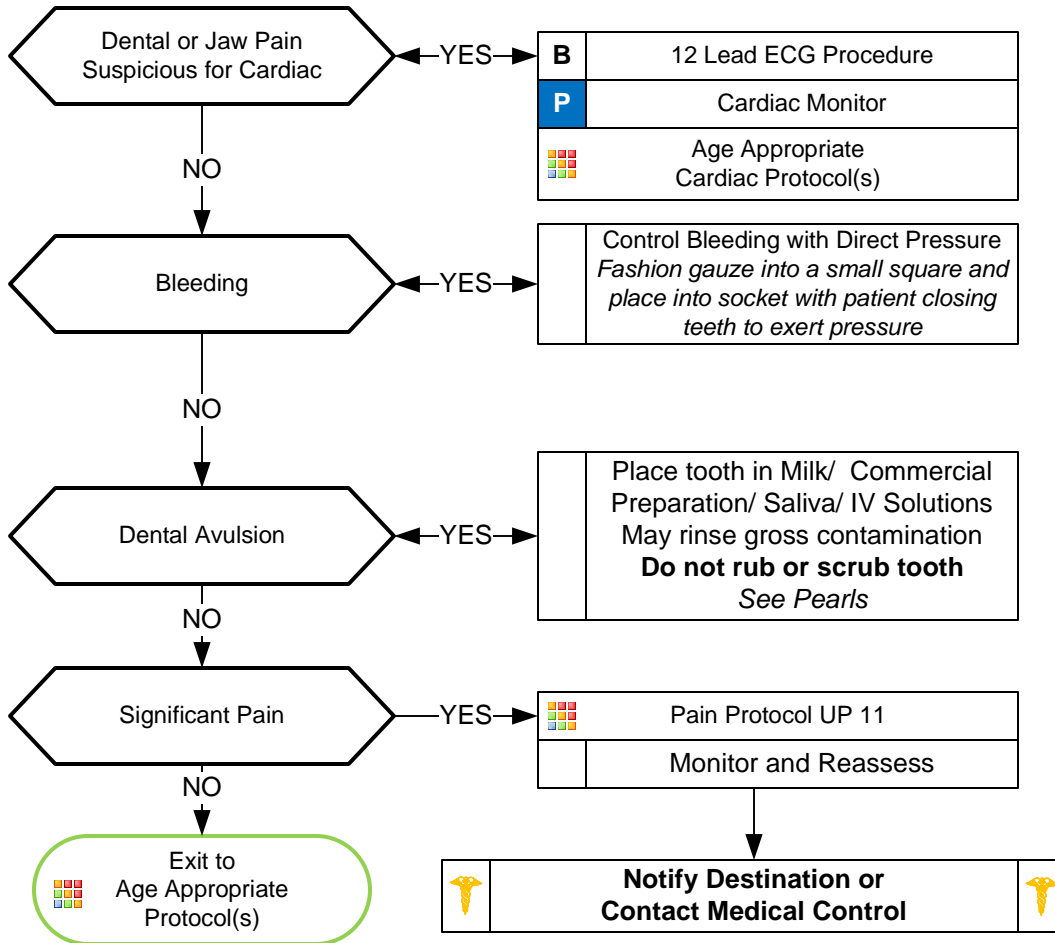 Dental or Jaw Pain
Suspicious for Cardiac
YES
B
12 Lead ECG Procedure
P
Cardiac Monitor
Age Appropriate
Cardiac Protocol(s)
NO
Bleeding
YES
Control Bleeding with Direct Pressure
Fashion gauze into a small square and
place into socket with patient closing
teeth to exert pressure
NO
Dental Avulsion
YES
Place tooth in Milk/ Commercial
Preparation/ Saliva/ IV Solutions
May rinse gross contamination
Do not rub or scrub tooth
See Pearls
NO
Significant Pain
YES
Pain Protocol UP 11
Monitor and Reassess
NO
Exit to
Age Appropriate
Protocol(s)
Notify Destination or
Contact Medical Control